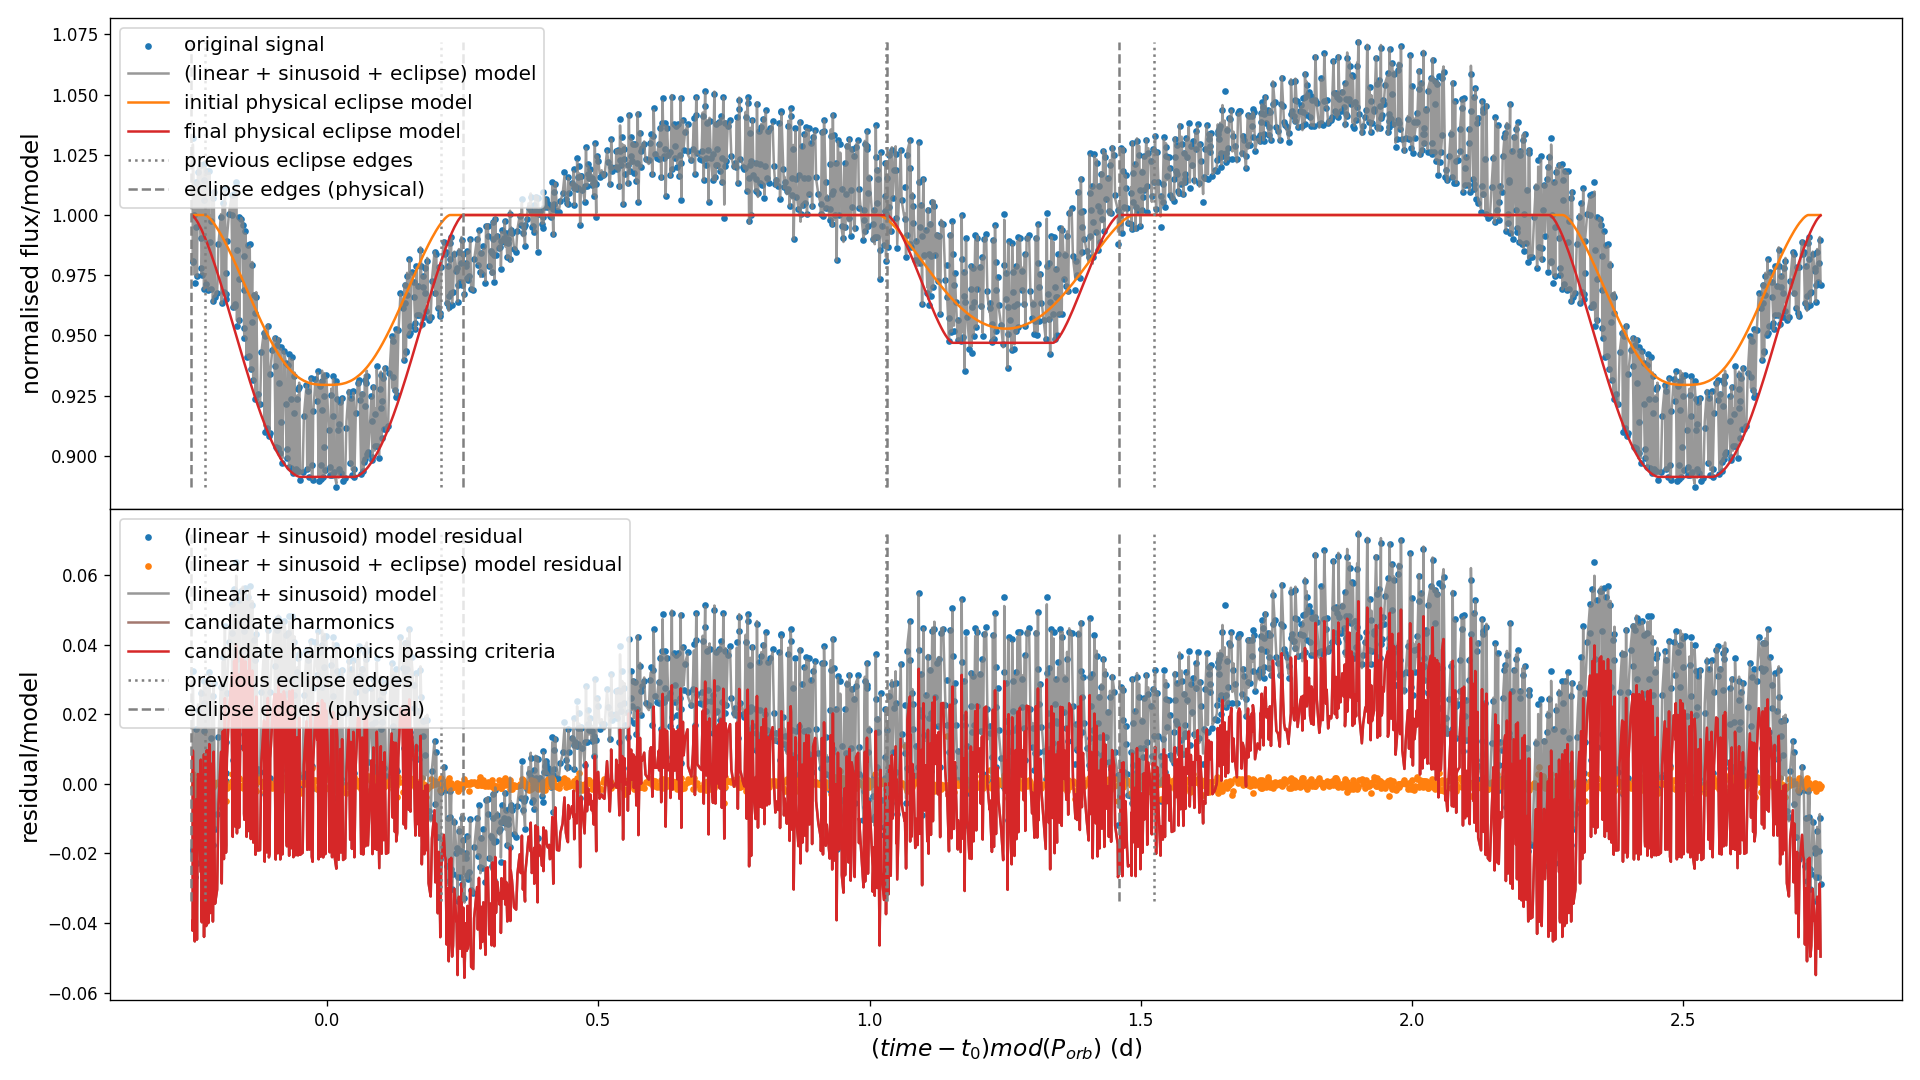 1.075
1.050
1.025
1.000
0.975
0.950
0.925
0.900
normalised flux/model
original signal
(linear + sinusoid + eclipse) model
initial physical eclipse model
final physical eclipse model
previous eclipse edges
eclipse edges (physical)
0.06
0.04
0.02
0.00
−0.02
−0.04
−0.06
residual/model
(linear + sinusoid) model residual
(linear + sinusoid + eclipse) model residual
(linear + sinusoid) model
candidate harmonics
candidate harmonics passing criteria
previous eclipse edges
eclipse edges (physical)
0.0 0.5 1.0 1.5 2.0 2.5
(time − t₀)mod(P_orb) (d)